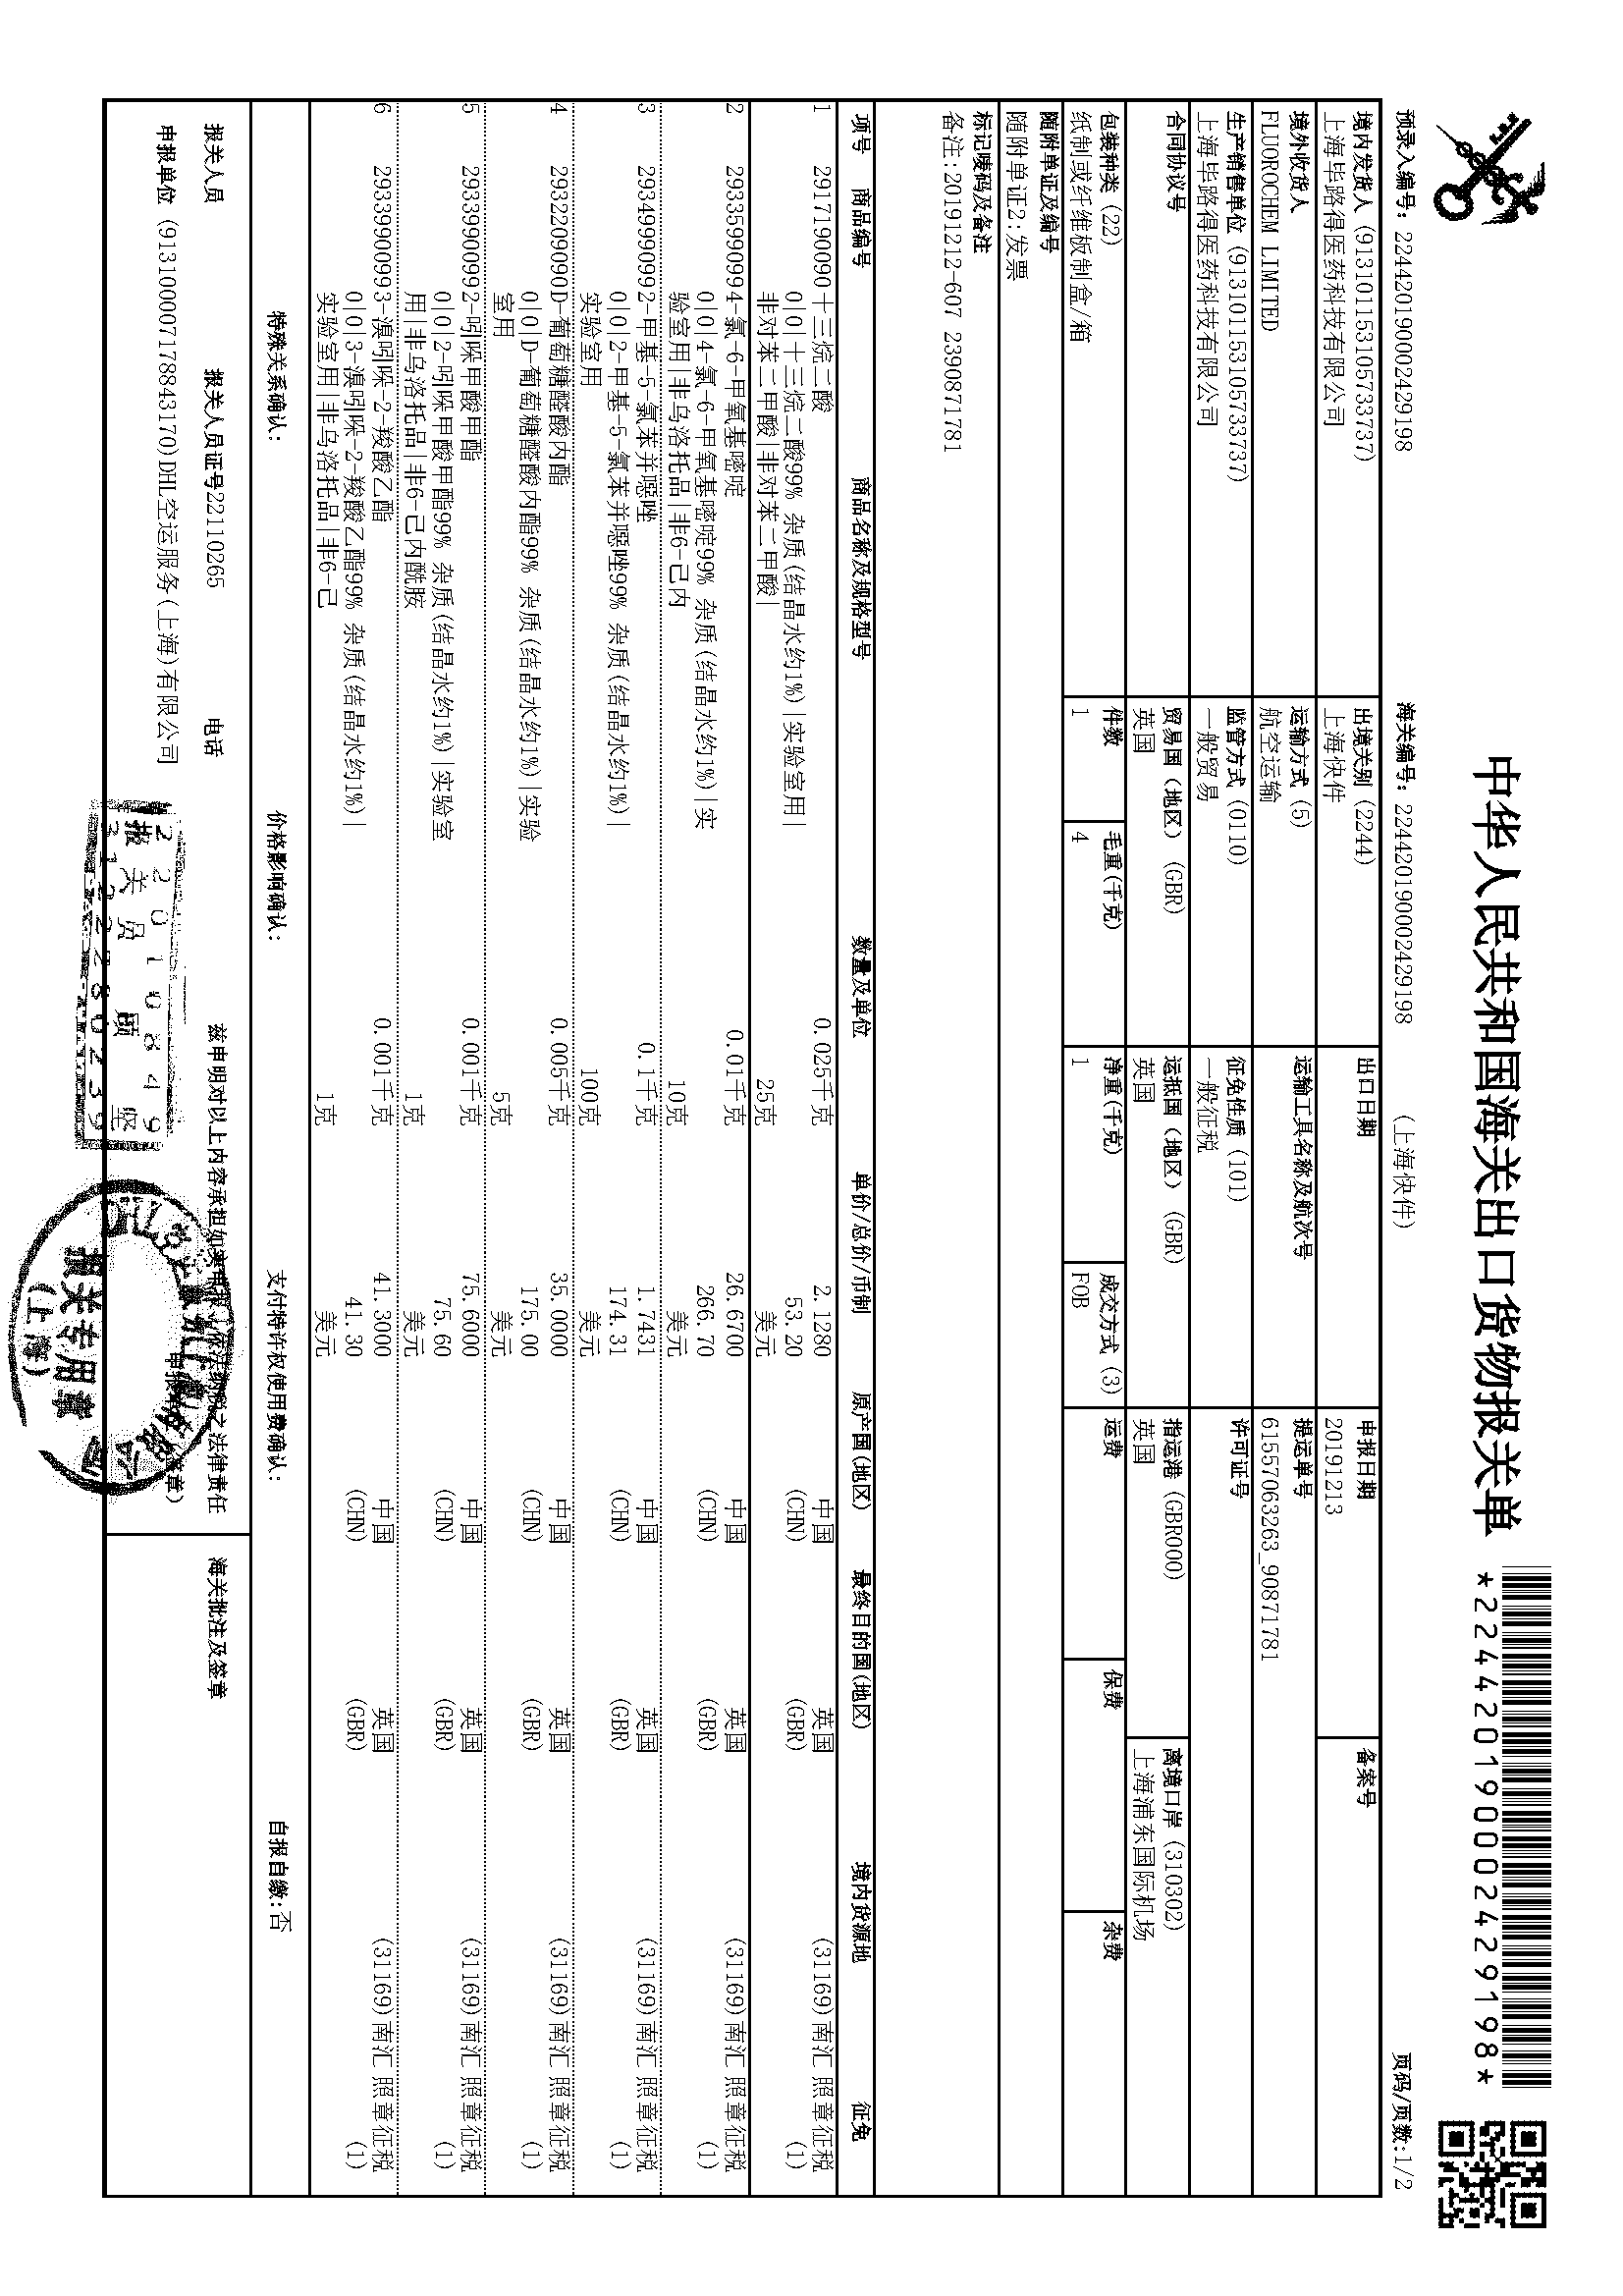 中华人民共和国海关出口货物报关单
*224420190002429198*
预录入编号：224420190002429198 海关编号：224420190002429198 （上海快件） 页码/页数:1/2
境内发货人 (913101153105733737) 出境关别 (2244) 出口日期 申报日期 备案号
上海毕路得医药科技有限公司 上海快件 20191213
境外收货人 运输方式 (5) 运输工具名称及航次号 提运单号
FLUOROCHEM LIMITED 航空运输 61557063263_90871781
生产销售单位 (913101153105733737) 监管方式 (0110) 征免性质 (101) 许可证号
上海毕路得医药科技有限公司 一般贸易 一般征税
合同协议号 贸易国（地区） (GBR) 运抵国（地区） (GBR) 指运港 (GBR000) 离境口岸 (310302)
英国 英国 英国 上海浦东国际机场
包装种类 (22) 件数 毛重(千克) 净重(千克) 成交方式 (3) 运费 保费 杂费
纸制或纤维板制盒/箱 1 4 1 FOB
随附单证及编号
随附单证2:发票
标记唛码及备注
备注:20191212-607 2390871781
项号 商品编号 商品名称及规格型号 数量及单位 单价/总价/币制 原产国(地区) 最终目的国(地区) 境内货源地 征免
1 2917190090十三烷二酸 0.025千克 2.1280 中国 英国 (31169)南汇 照章征税
0|0|十三烷二酸99% 杂质(结晶水约1%)|实验室用| 53.20 (CHN) (GBR) (1)
非对苯二甲酸|非对苯二甲酸| 25克 美元
2 29335990994-氯-6-甲氧基嘧啶 0.01千克 26.6700 中国 英国 (31169)南汇 照章征税
0|0|4-氯-6-甲氧基嘧啶99% 杂质(结晶水约1%)|实 266.70 (CHN) (GBR) (1)
验室用|非乌洛托品|非6-己内 10克 美元
3 2934999092-甲基-5-氯苯并噁唑 0.1千克 1.7431 中国 英国 (31169)南汇 照章征税
0|0|2-甲基-5-氯苯并噁唑99% 杂质(结晶水约1%)| 174.31 (CHN) (GBR) (1)
实验室用 100克 美元
4 2932209090D-葡萄糖醛酸内酯 0.005千克 35.0000 中国 英国 (31169)南汇 照章征税
0|0|D-葡萄糖醛酸内酯99% 杂质(结晶水约1%)|实验 175.00 (CHN) (GBR) (1)
室用 5克 美元
5 2933990092-吲哚甲酸甲酯 0.001千克 75.6000 中国 英国 (31169)南汇 照章征税
0|0|2-吲哚甲酸甲酯99% 杂质(结晶水约1%)|实验室 75.60 (CHN) (GBR) (1)
用|非乌洛托品|非6-己内酰胺 1克 美元
6 2933990093-溴吲哚-2-羧酸乙酯 0.001千克 41.3000 中国 英国 (31169)南汇 照章征税
0|0|3-溴吲哚-2-羧酸乙酯99% 杂质(结晶水约1%)| 41.30 (CHN) (GBR) (1)
实验室用|非乌洛托品|非6-己 1克 美元
特殊关系确认: 价格影响确认: 支付特许权使用费确认: 自报自缴:否
报关人员 报关人员证号22110265 电话 兹申明对以上内容承担如实申报、依法纳税之法律责任 海关批注及签章
申报单位 (913100007178843170)DHL空运服务(上海)有限公司 申报单位（签章）
报关员
报关专用章
(上海)